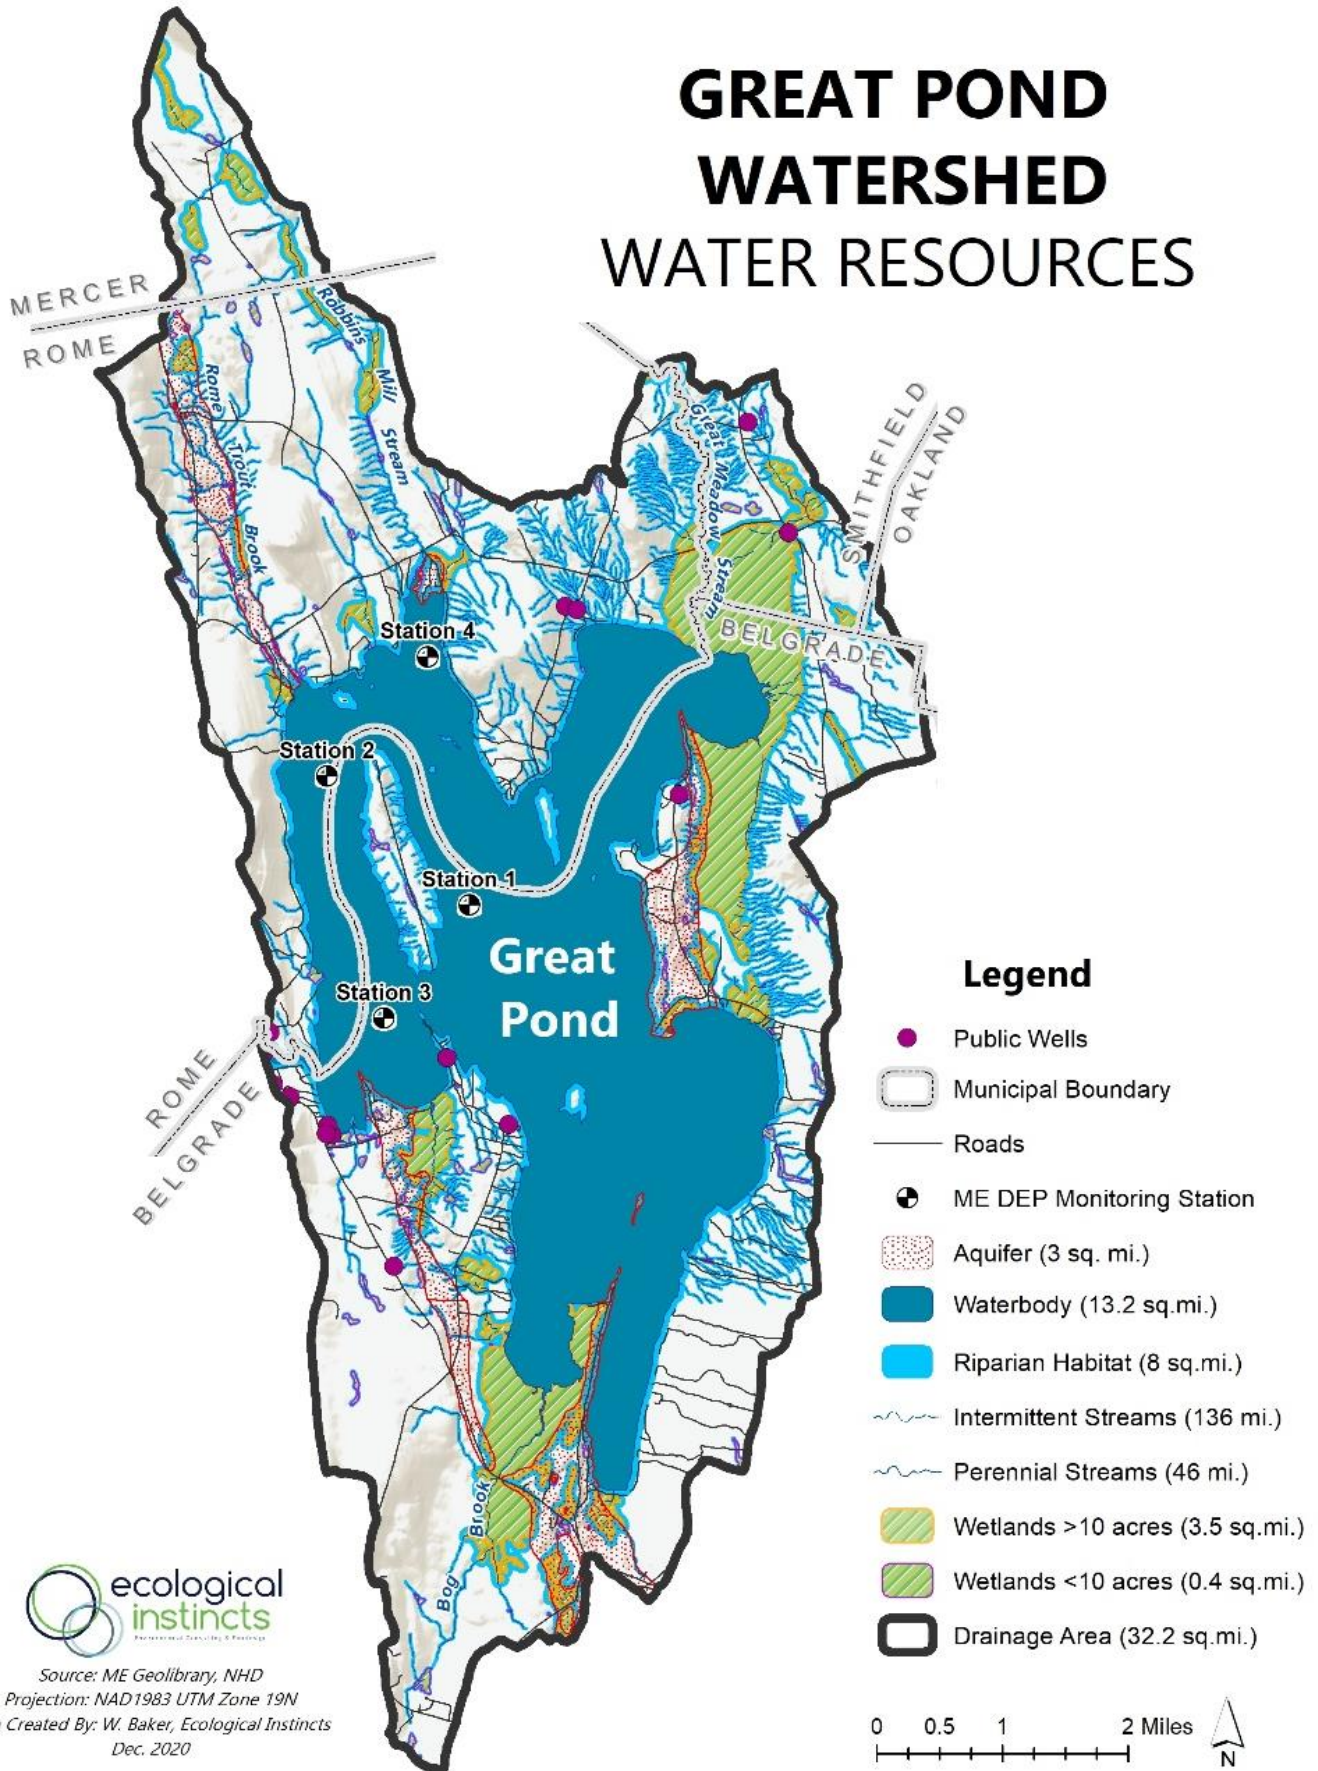 GREAT POND
WATERSHED
WATER RESOURCES
MERCER
ROME
Robbins
Mill
Stream
Rome
Trout
Brook
Great Meadow
Stream
SMITHFIELD
OAKLAND
BELGRADE
Station 4
Station 2
Station 1
Great
Pond
Station 3
ROME
BELGRADE
Brook
Bog
Legend
Public Wells
Municipal Boundary
Roads
ME DEP Monitoring Station
Aquifer (3 sq. mi.)
Waterbody (13.2 sq.mi.)
Riparian Habitat (8 sq.mi.)
Intermittent Streams (136 mi.)
Perennial Streams (46 mi.)
Wetlands >10 acres (3.5 sq.mi.)
Wetlands <10 acres (0.4 sq.mi.)
Drainage Area (32.2 sq.mi.)
0 0.5 1 2 Miles
N
ecological
instincts
Source: ME Geolibrary, NHD
Projection: NAD1983 UTM Zone 19N
Created By: W. Baker, Ecological Instincts
Dec. 2020